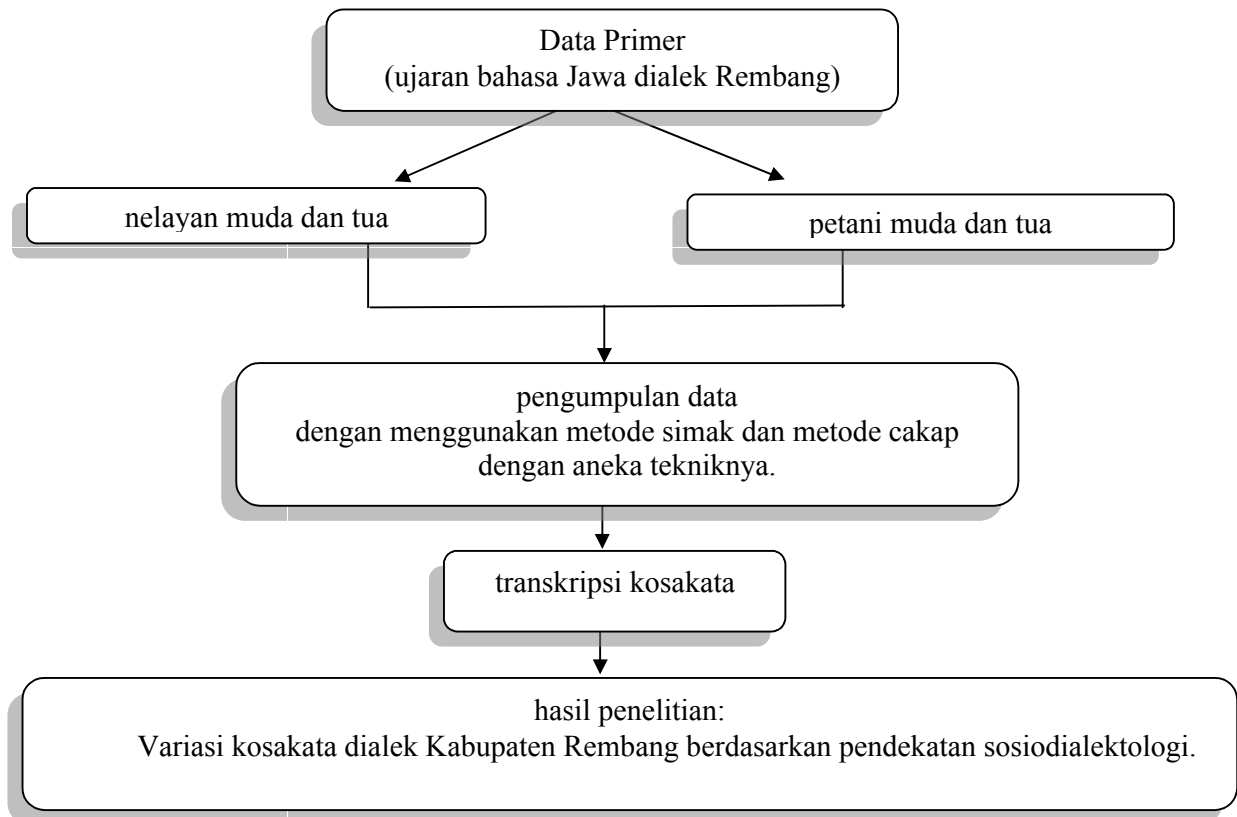 Data Primer
(ujaran bahasa Jawa dialek Rembang)
nelayan muda dan tua
petani muda dan tua
pengumpulan data
dengan menggunakan metode simak dan metode cakap
dengan aneka tekniknya.
transkripsi kosakata
hasil penelitian:
Variasi kosakata dialek Kabupaten Rembang berdasarkan pendekatan sosiodialektologi.